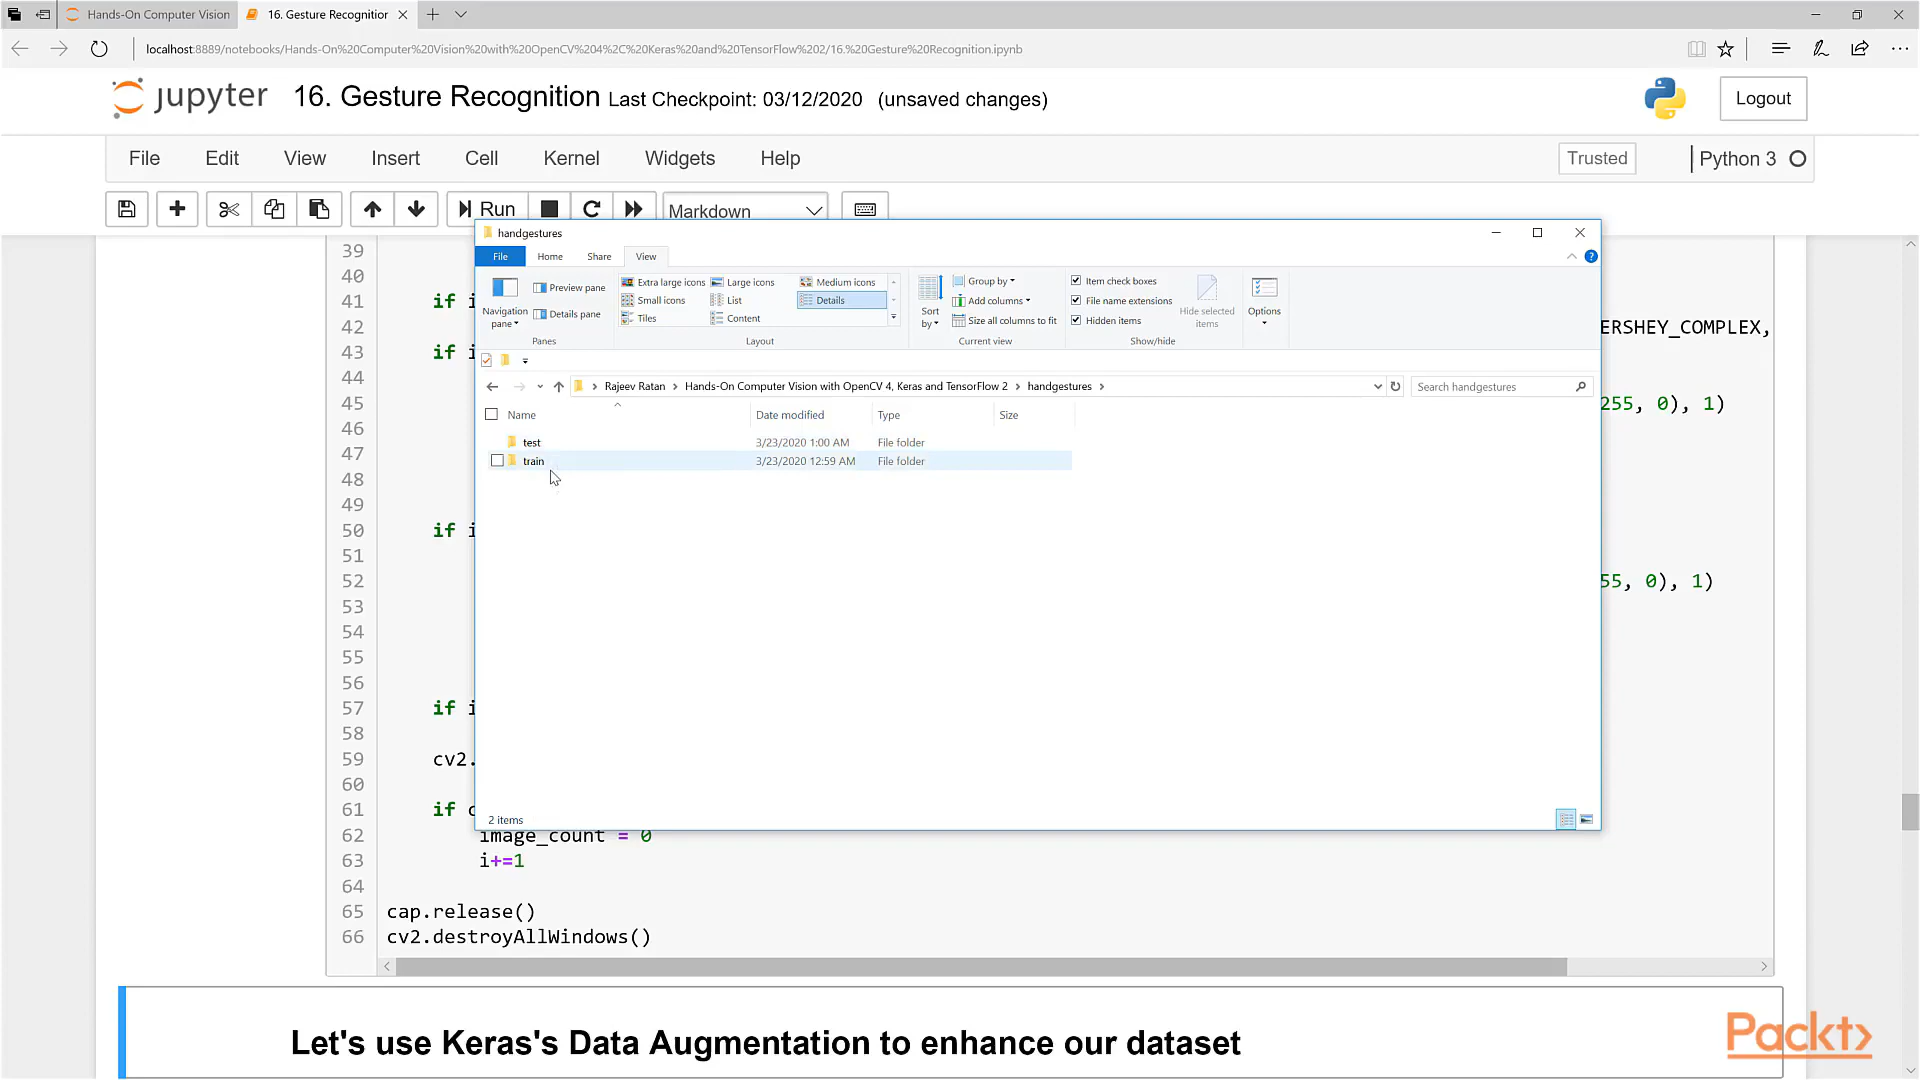 Hands-On Computer Vision
16. Gesture Recognition
localhost:8889/notebooks/Hands-On%20Computer%20Vision%20with%20OpenCV%204%2C%20Keras%20and%20TensorFlow%202/16.%20Gesture%20Recognition.ipynb
jupyter 16. Gesture Recognition Last Checkpoint: 03/12/2020 (unsaved changes)
Logout
File Edit View Insert Cell Kernel Widgets Help
Trusted
Python 3
Run
Markdown
handgestures
File Home Share View
Navigation pane
Preview pane
Details pane
Panes
Extra large icons Large icons Medium icons
Small icons List Details
Tiles Content
Layout
Sort by
Group by
Add columns
Size all columns to fit
Current view
Item check boxes
File name extensions
Hidden items
Hide selected items
Show/hide
Options
Rajeev Ratan > Hands-On Computer Vision with OpenCV 4, Keras and TensorFlow 2 > handgestures >
Search handgestures
Name Date modified Type Size
test 3/23/2020 1:00 AM File folder
train 3/23/2020 12:59 AM File folder
2 items
39
40
41 if i
42 ERSHEY_COMPLEX,
43 if i
44
45 255, 0), 1)
46
47
48
49
50 if i
51
52 55, 0), 1)
53
54
55
56
57 if i
58
59 cv2.
60
61 if c
62 image_count = 0
63 i+=1
64
65 cap.release()
66 cv2.destroyAllWindows()
Let's use Keras's Data Augmentation to enhance our dataset
Packt>